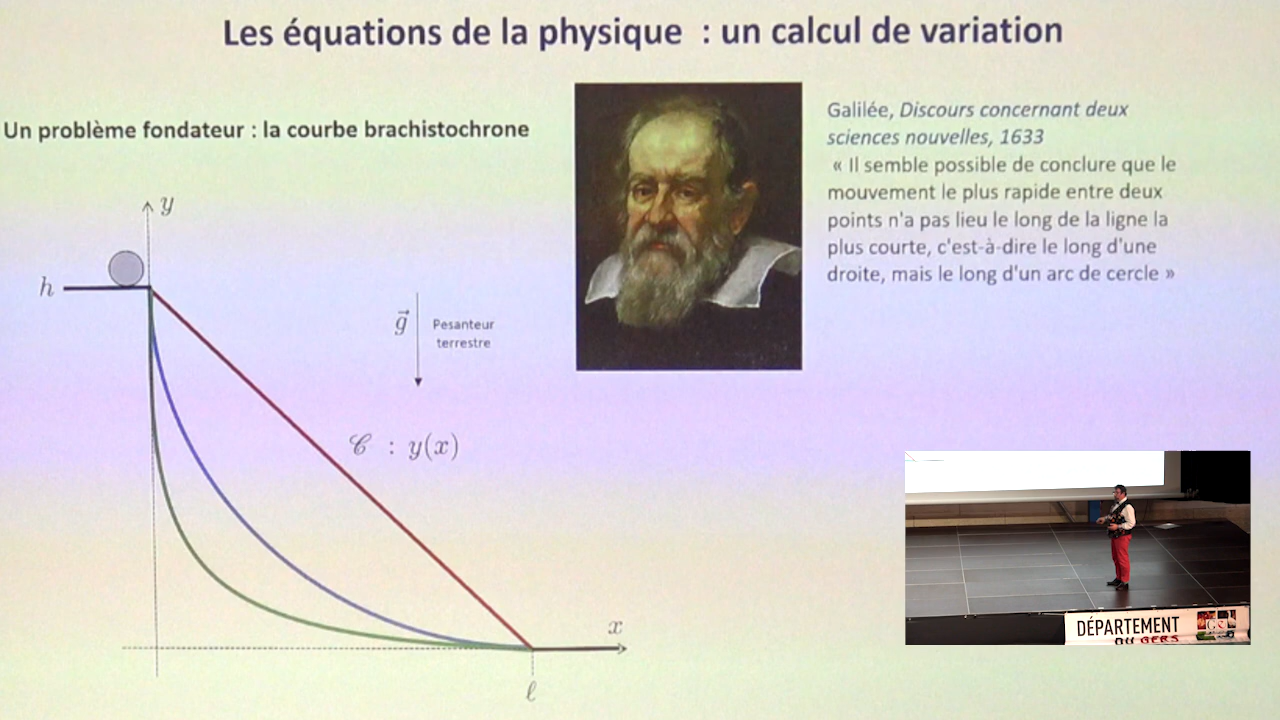 Les équations de la physique : un calcul de variation
Un problème fondateur : la courbe brachistochrone
Galilée, Discours concernant deux
sciences nouvelles, 1633
« Il semble possible de conclure que le
mouvement le plus rapide entre deux
points n'a pas lieu le long de la ligne la
plus courte, c'est-à-dire le long d'une
droite, mais le long d'un arc de cercle »
y
h
g⃗
Pesanteur
terrestre
𝒞 : y(x)
x
ℓ
DÉPARTEMENT
DU GERS